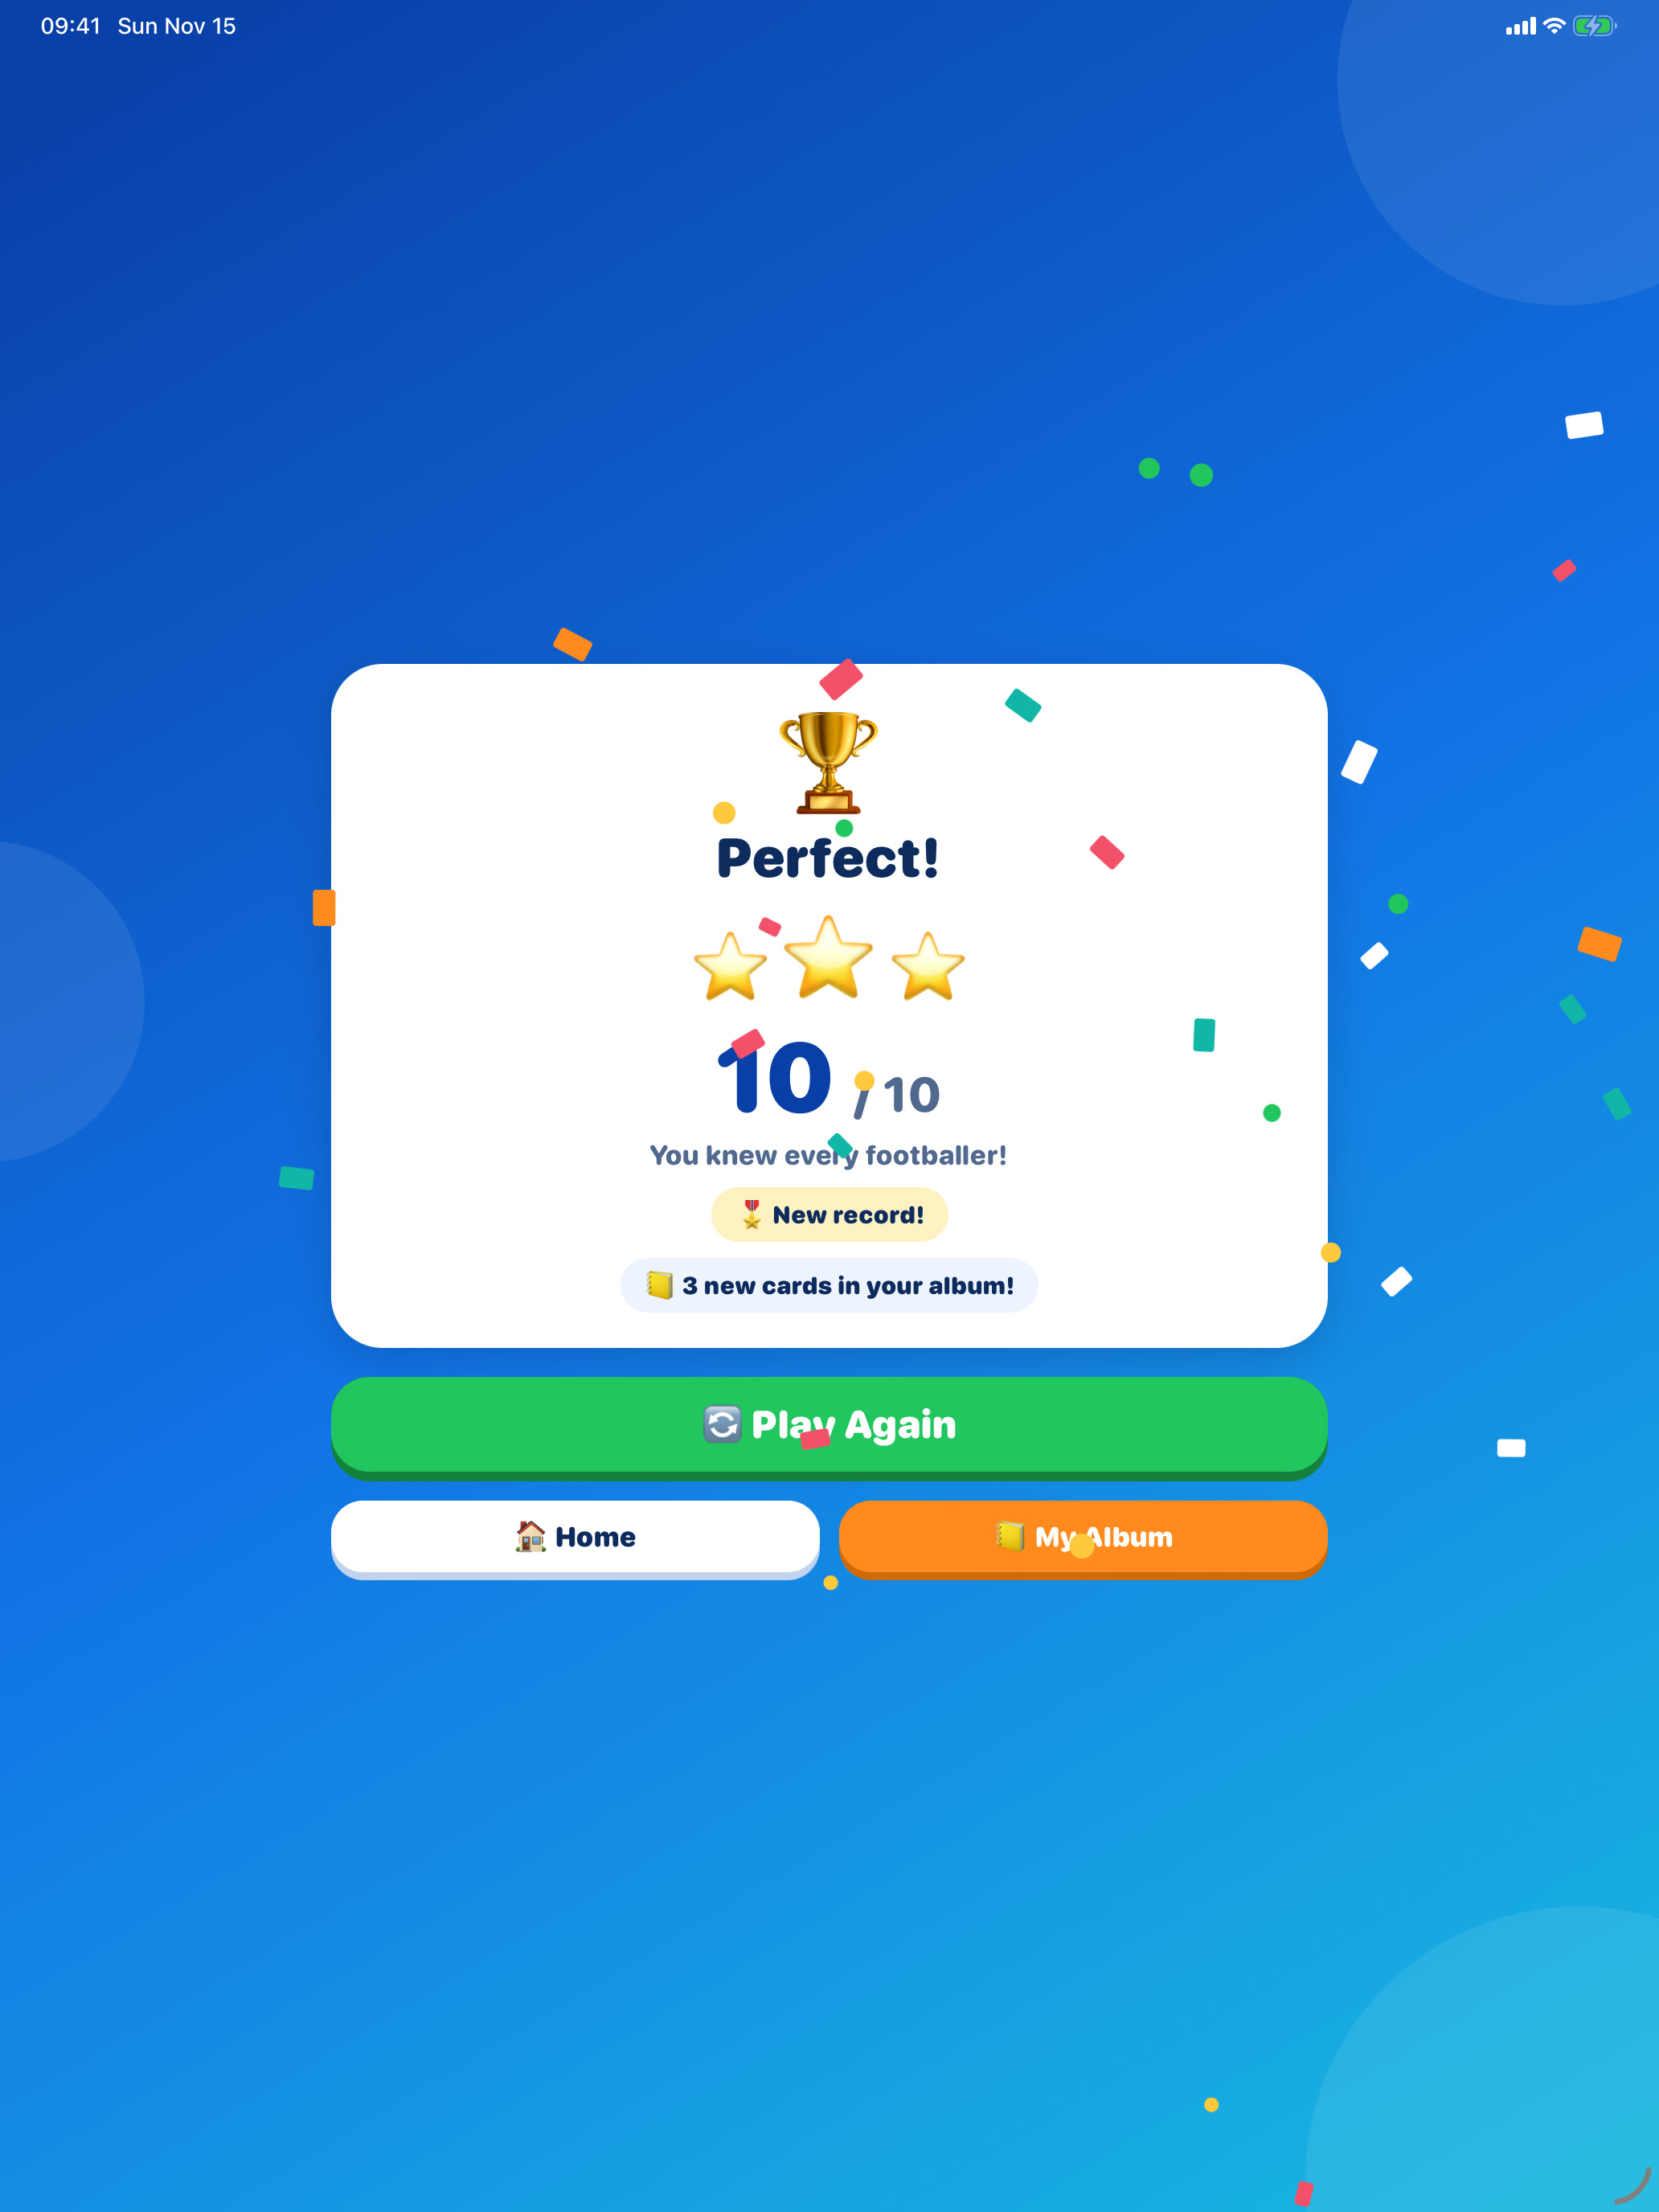 09:41 Sun Nov 15
Perfect!
10 / 10
You knew every footballer!
New record!
3 new cards in your album!
Play Again
Home
My Album